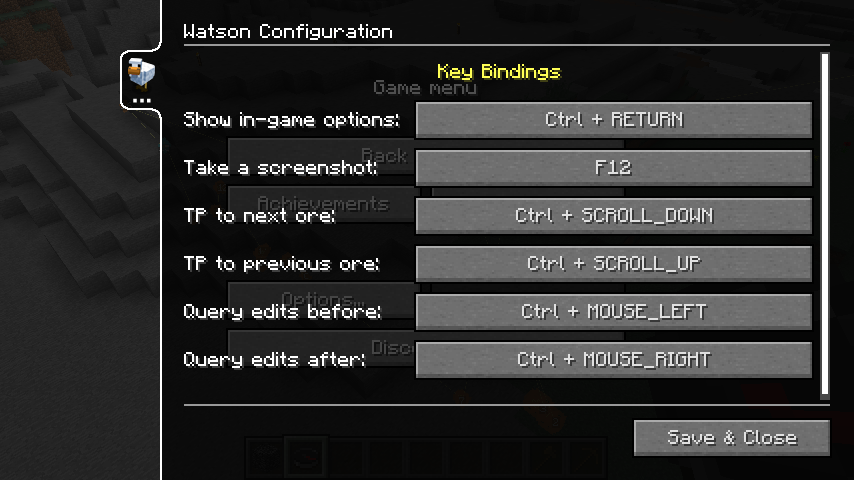 Watson Configuration
Key Bindings
Game menu
Show in-game options: Ctrl + RETURN
Back
Take a screenshot: F12
Achievements
TP to next ore: Ctrl + SCROLL_DOWN
TP to previous ore: Ctrl + SCROLL_UP
Options...
Query edits before: Ctrl + MOUSE_LEFT
Query edits after: Ctrl + MOUSE_RIGHT
Save & Close